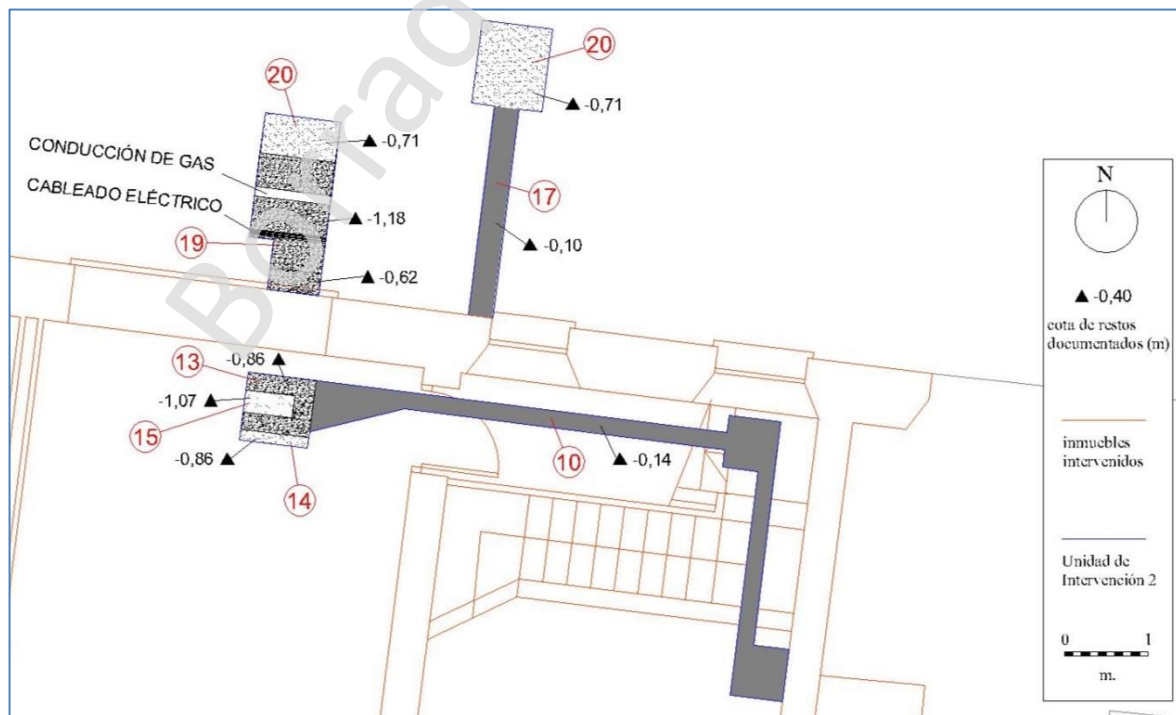 20
20
-0,71
-0,71
CONDUCCIÓN DE GAS
CABLEADO ELÉCTRICO
17
-1,18
19
-0,10
-0,62
13
-0,86
-1,07
15
-0,86
14
10
-0,14
Borrad
N
-0,40
cota de restos
documentados (m)
inmuebles
intervenidos
Unidad de
Intervención 2
0 1
m.